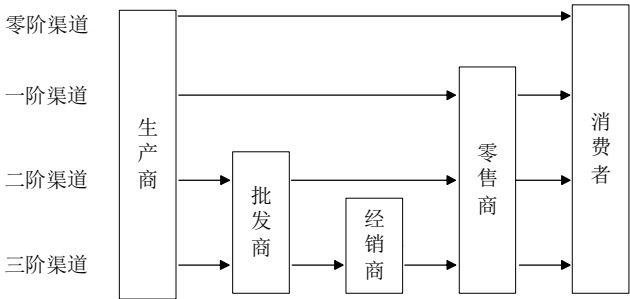 零阶渠道
一阶渠道
二阶渠道
三阶渠道
生产商
批发商
经销商
零售商
消费者